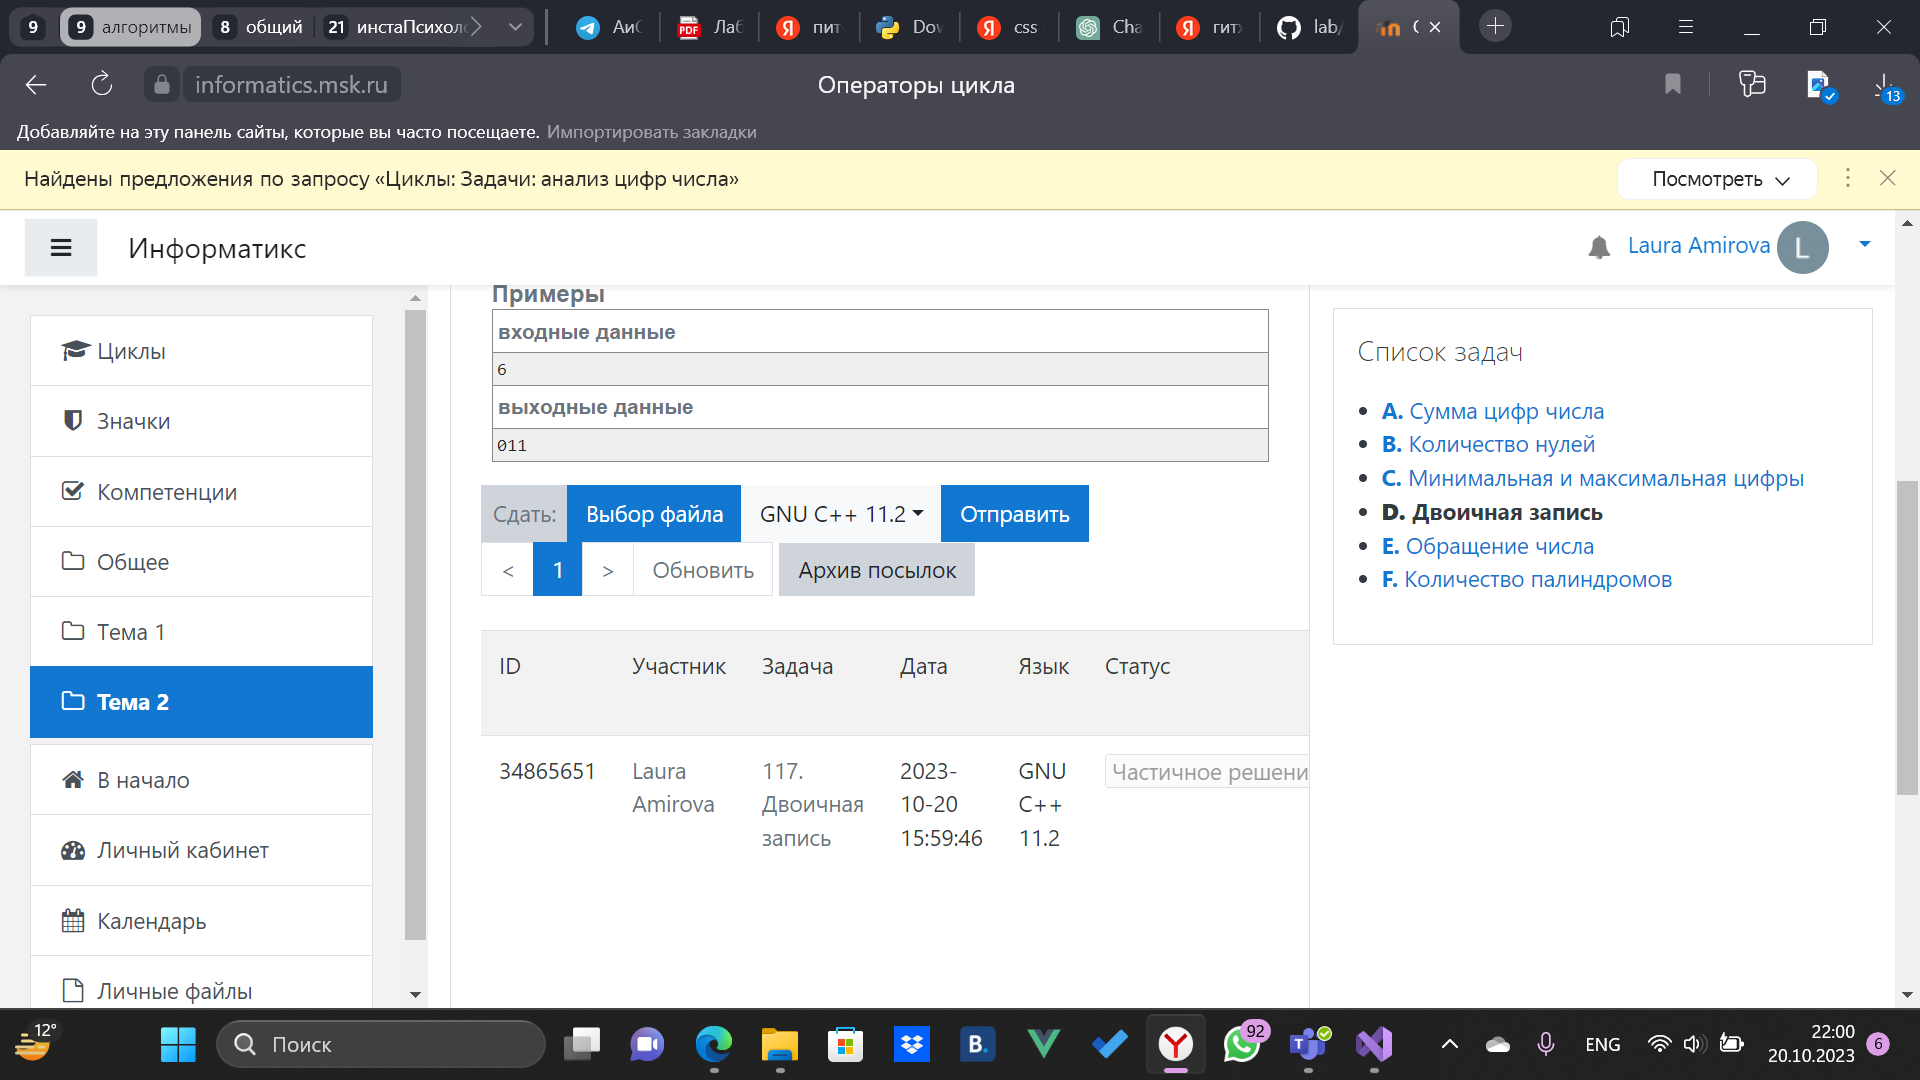 9
9 алгоритмы
8 общий
21 инстаПсихол
АиС
Лаб
пит
Dov
css
Cha
гит
lab/
informatics.msk.ru
Операторы цикла
13
Добавляйте на эту панель сайты, которые вы часто посещаете. Импортировать закладки
Найдены предложения по запросу «Циклы: Задачи: анализ цифр числа»
Посмотреть
Информатикс
Laura Amirova
L
Циклы
Значки
Компетенции
Общее
Тема 1
Тема 2
В начало
Личный кабинет
Календарь
Личные файлы
Примеры
входные данные
6
выходные данные
011
Сдать: Выбор файла GNU C++ 11.2 Отправить
< 1 > Обновить Архив посылок
ID Участник Задача Дата Язык Статус
34865651 Laura 117. 2023- GNU Частичное решени
Amirova Двоичная 10-20 C++
запись 15:59:46 11.2
Список задач
A. Сумма цифр числа
B. Количество нулей
C. Минимальная и максимальная цифры
D. Двоичная запись
E. Обращение числа
F. Количество палиндромов
12°
Поиск
B.
92
ENG
22:00
20.10.2023
6